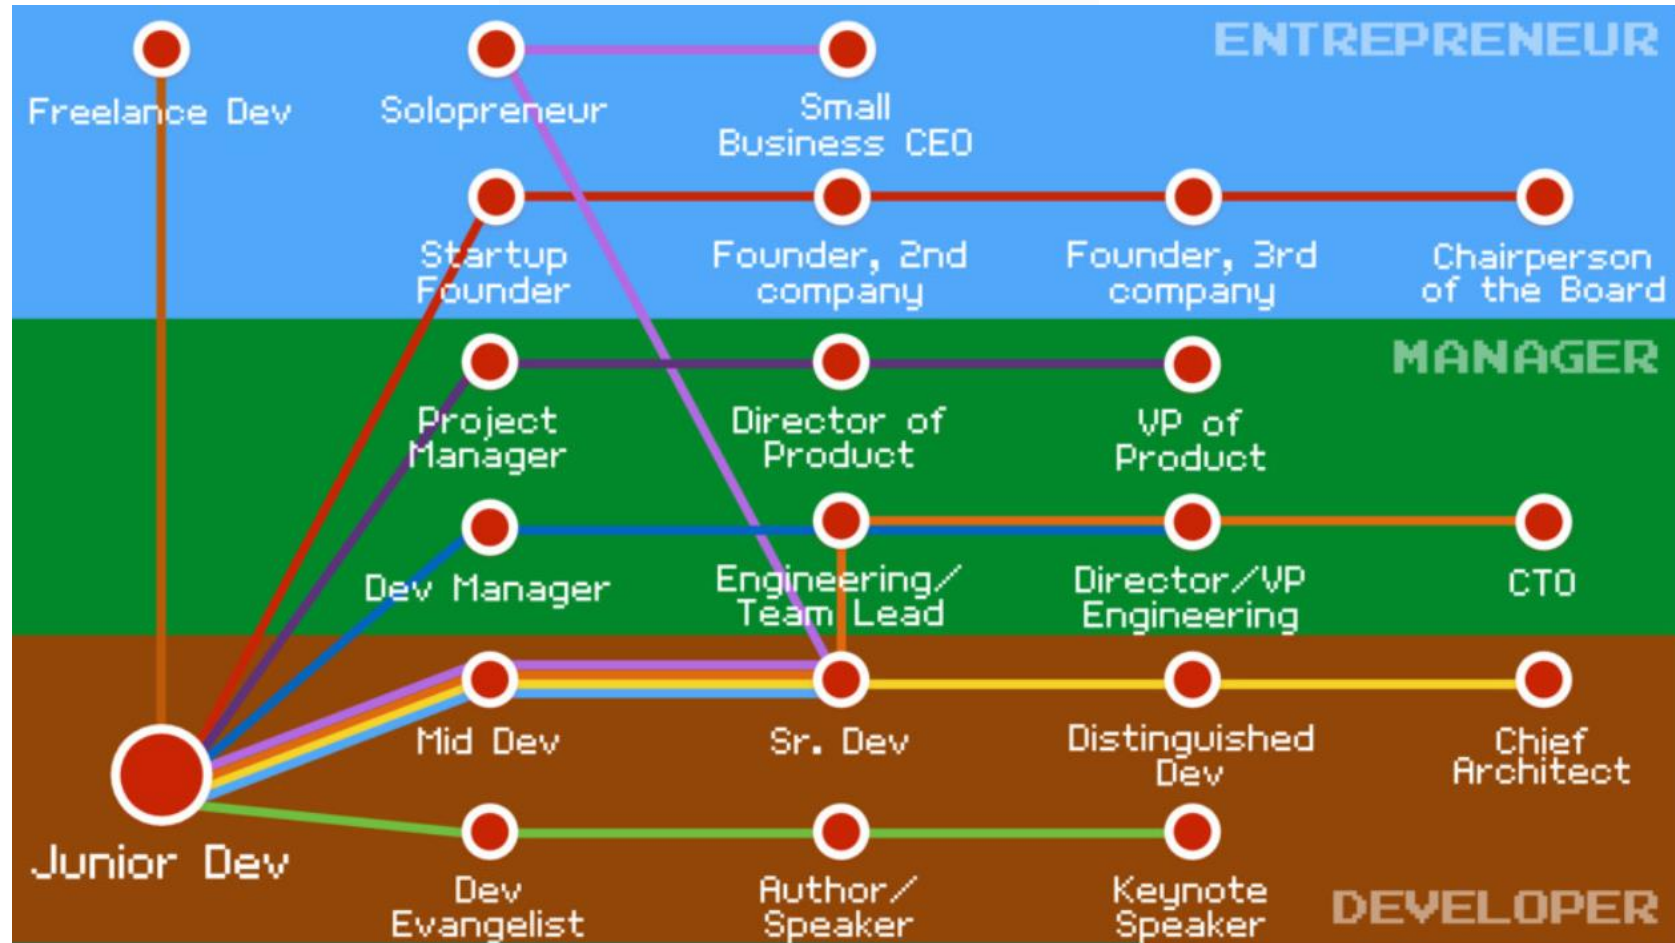 ENTREPRENEUR
Freelance Dev
Solopreneur
Small
Business CEO
Startup
Founder
Founder, 2nd
company
Founder, 3rd
company
Chairperson
of the Board
MANAGER
Project
Manager
Director of
Product
VP of
Product
Dev Manager
Engineering/
Team Lead
Director/VP
Engineering
CTO
Mid Dev
Sr. Dev
Distinguished
Dev
Chief
Architect
Junior Dev
Dev
Evangelist
Author/
Speaker
Keynote
Speaker
DEVELOPER